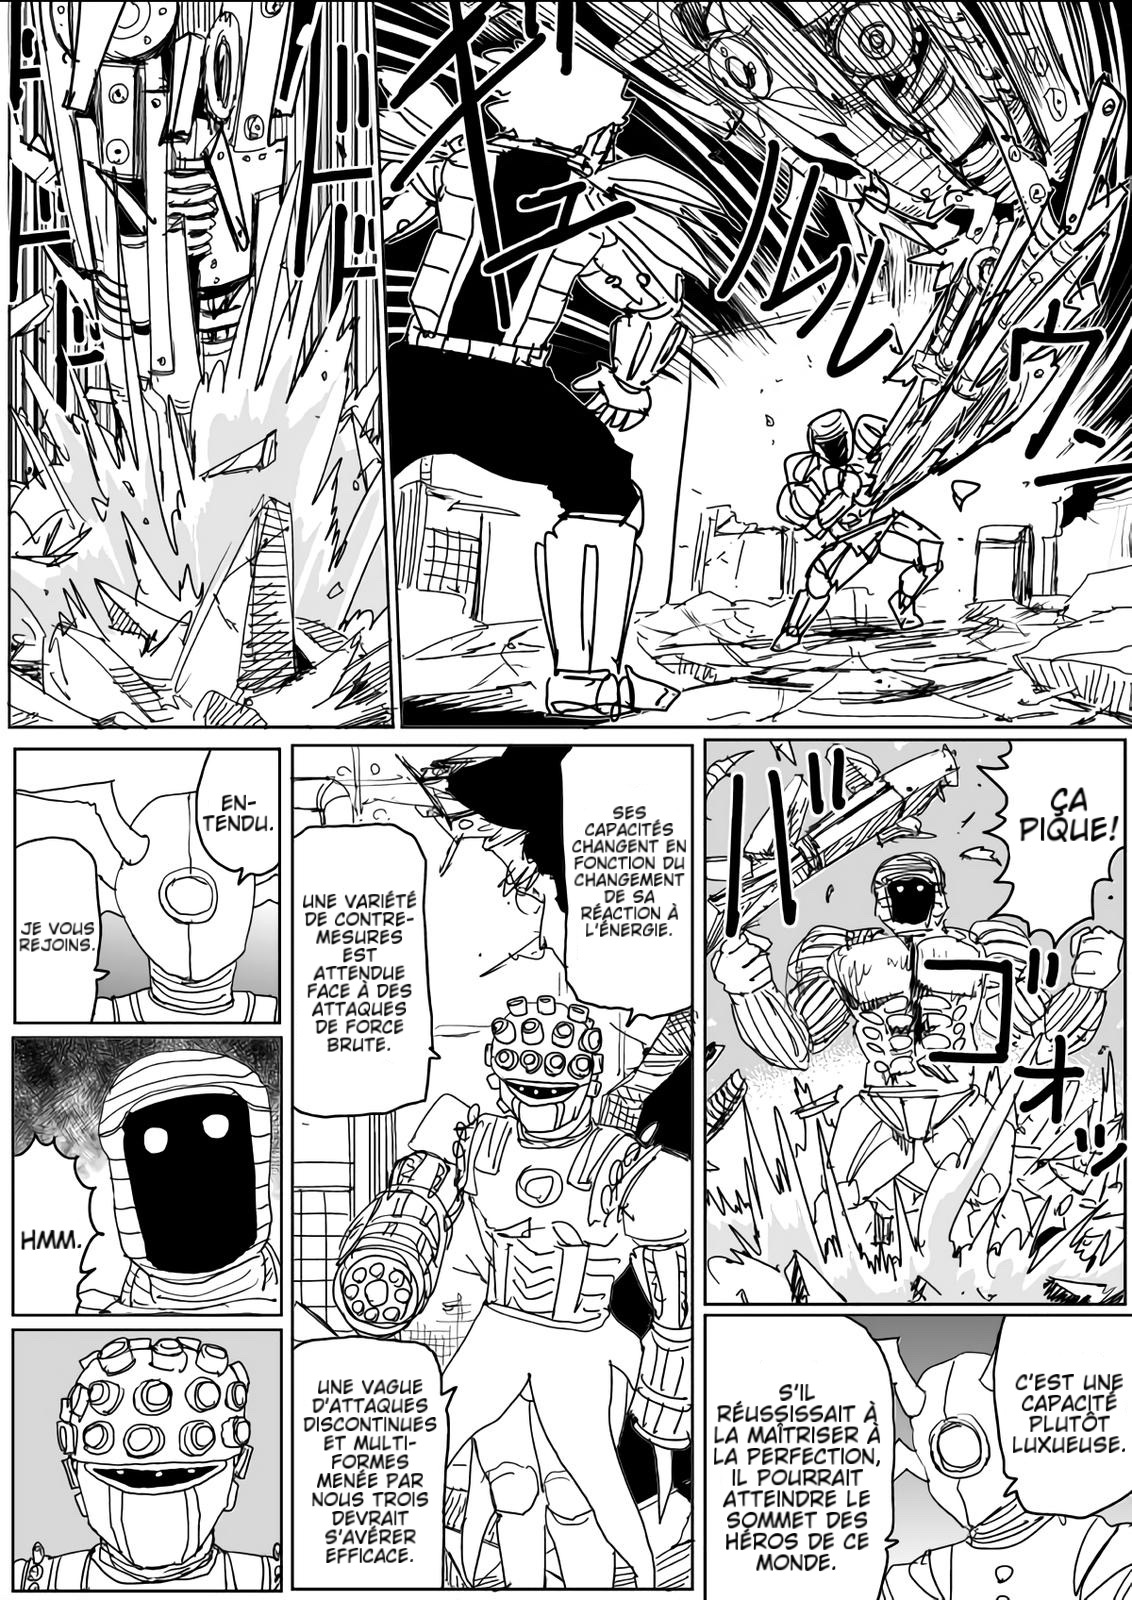 ゴ
オ
ッ
ÇA
PIQUE!
C'EST UNE
CAPACITÉ
PLUTÔT
LUXUEUSE.
S'IL
RÉUSSISSAIT À
LA MAÎTRISER À
LA PERFECTION,
IL POURRAIT
ATTEINDRE LE
SOMMET DES
HÉROS DE CE
MONDE.
SES
CAPACITÉS
CHANGENT EN
FONCTION DU
CHANGEMENT
DE SA
RÉACTION À
L'ÉNERGIE.
UNE VARIÉTÉ
DE CONTRE-
MESURES
EST
ATTENDUE
FACE À DES
ATTAQUES
DE FORCE
BRUTE.
UNE VAGUE
D'ATTAQUES
DISCONTINUES
ET MULTI-
FORMES
MENÉE PAR
NOUS TROIS
DEVRAIT
S'AVÉRER
EFFICACE.
EN-
TENDU.
JE VOUS
REJOINS.
HMM.